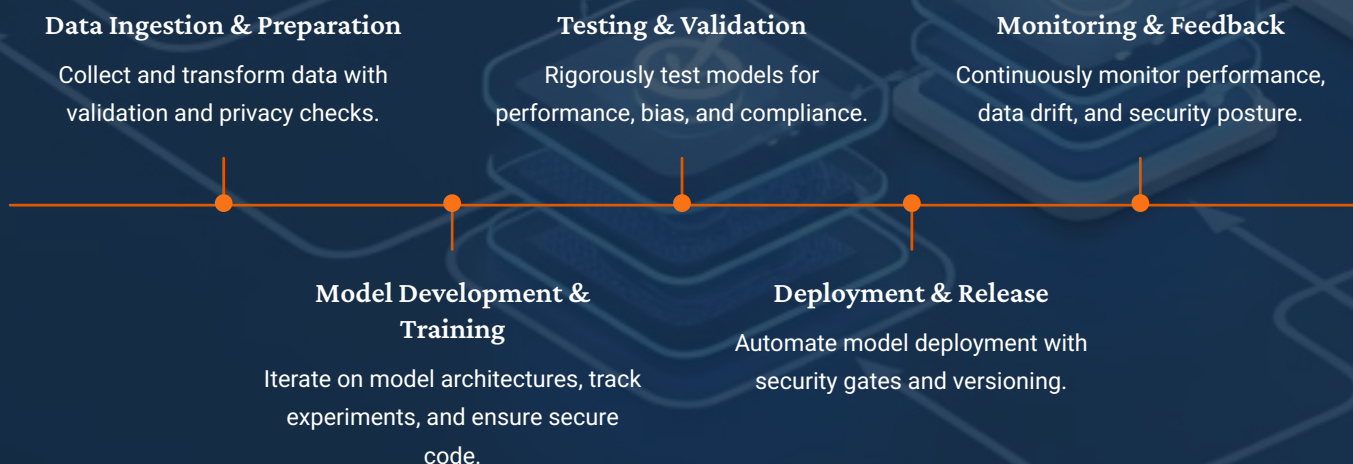 Data Ingestion & Preparation
Collect and transform data with
validation and privacy checks.
Testing & Validation
Rigorously test models for
performance, bias, and compliance.
Monitoring & Feedback
Continuously monitor performance,
data drift, and security posture.
Model Development &
Training
Iterate on model architectures, track
experiments, and ensure secure
code.
Deployment & Release
Automate model deployment with
security gates and versioning.